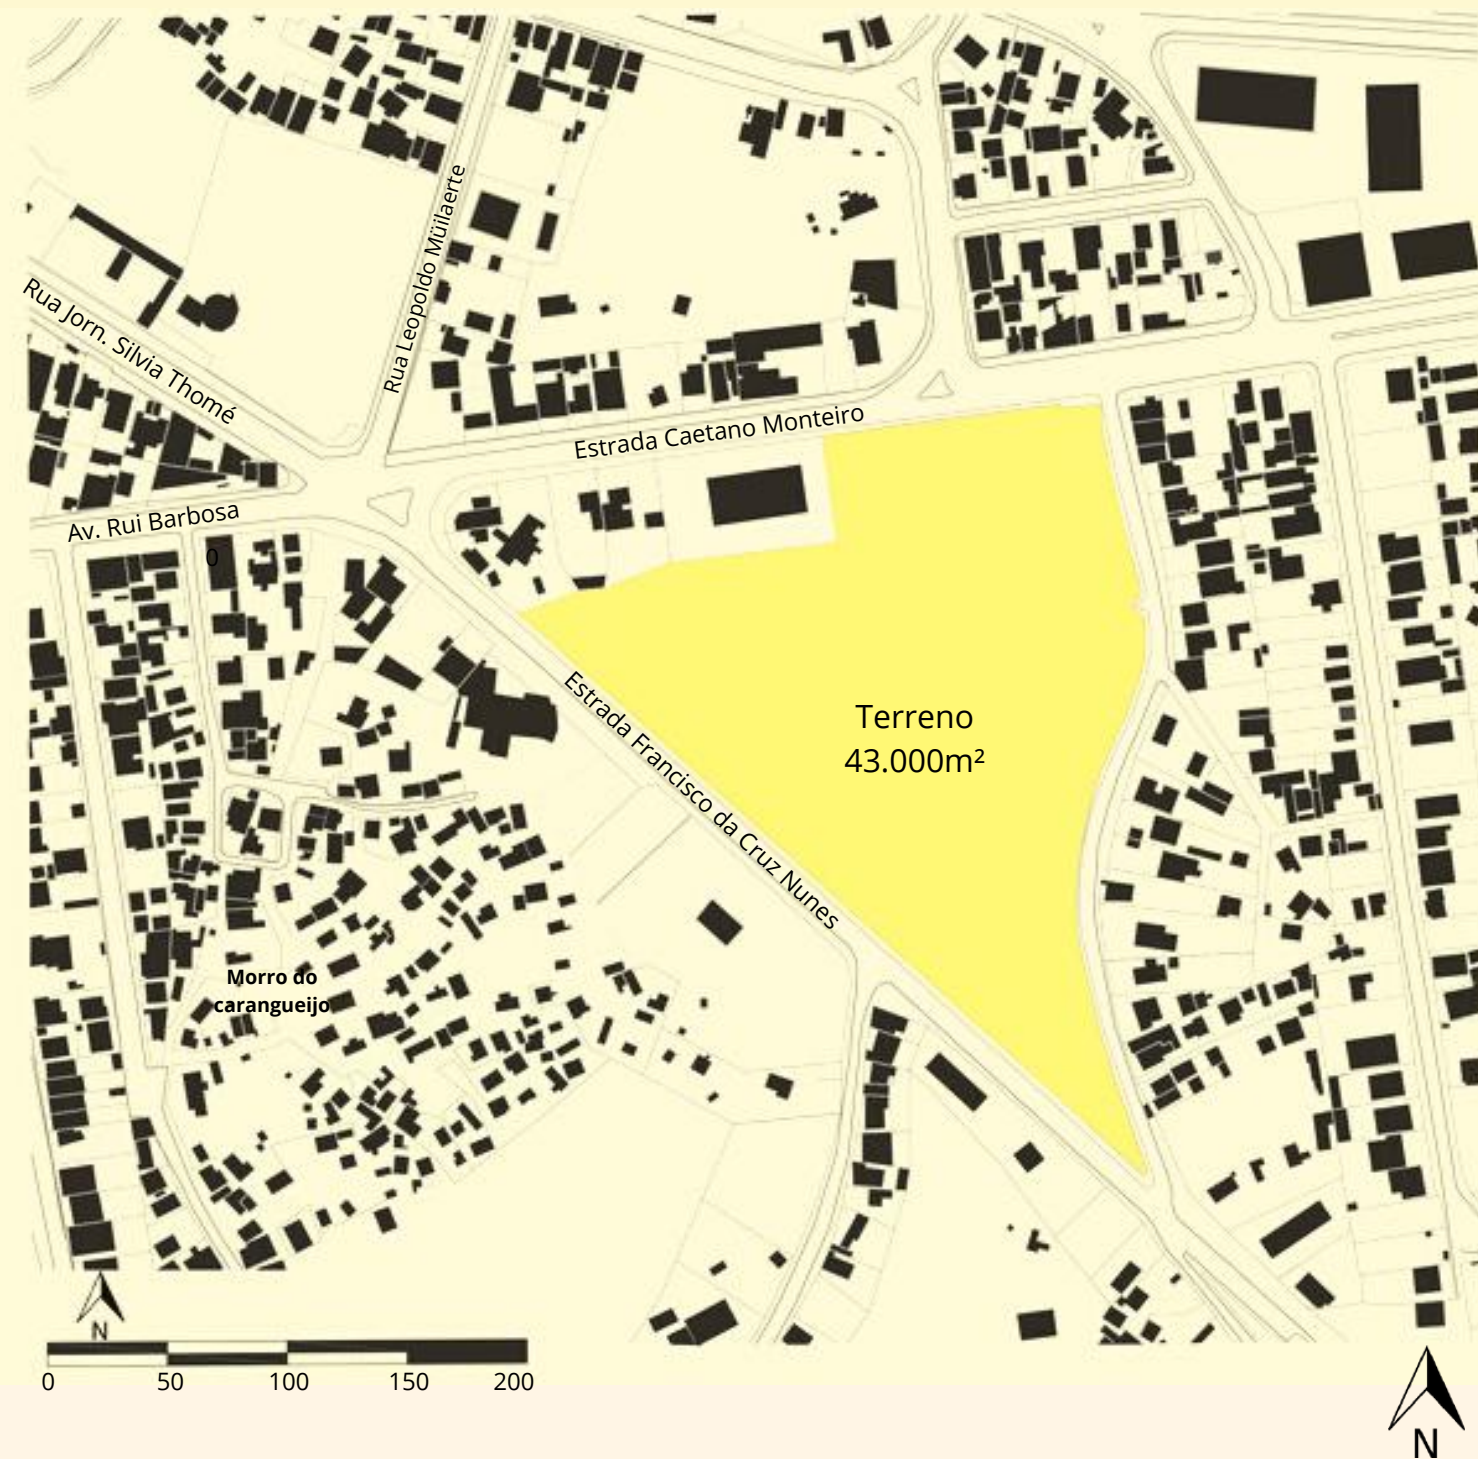 Rua Leopoldo Müilaerte
Rua Jorn. Silvia Thomé
Estrada Caetano Monteiro
Av. Rui Barbosa
0
Estrada Francisco da Cruz Nunes
Terreno
43.000m²
Morro do
carangueijo
N
0 50 100 150 200
N